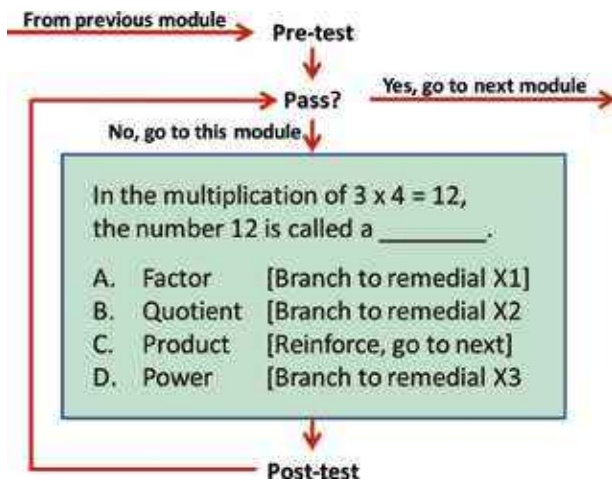 From previous module
Pre-test
Pass?
Yes, go to next module
No, go to this module
In the multiplication of 3 x 4 = 12,
the number 12 is called a ________.
A. Factor [Branch to remedial X1]
B. Quotient [Branch to remedial X2
C. Product [Reinforce, go to next]
D. Power [Branch to remedial X3
Post-test